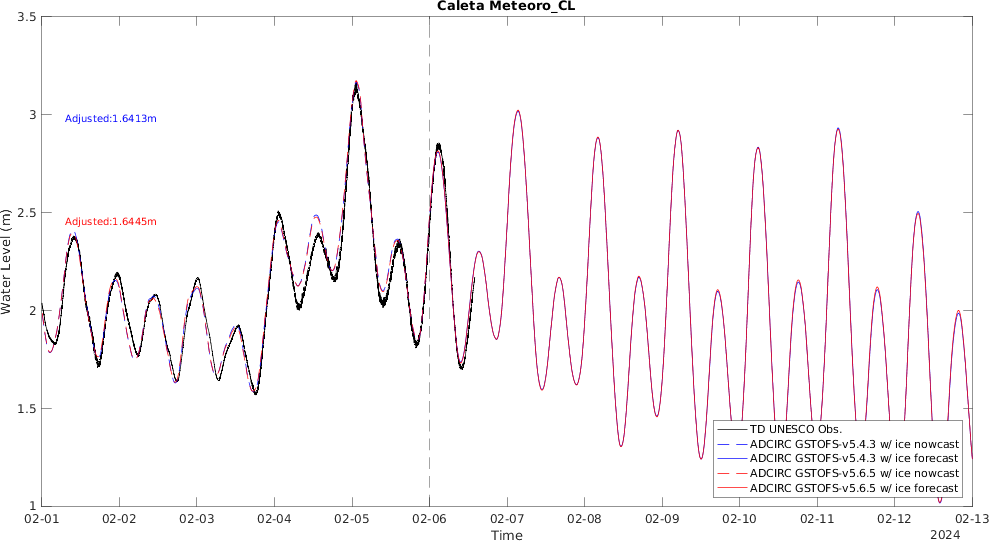 Caleta Meteoro_CL
3.5
3
2.5
2
1.5
1
Water Level (m)
Adjusted:1.6413m
Adjusted:1.6445m
TD UNESCO Obs.
ADCIRC GSTOFS-v5.4.3 w/ ice nowcast
ADCIRC GSTOFS-v5.4.3 w/ ice forecast
ADCIRC GSTOFS-v5.6.5 w/ ice nowcast
ADCIRC GSTOFS-v5.6.5 w/ ice forecast
02-01 02-02 02-03 02-04 02-05 02-06 02-07 02-08 02-09 02-10 02-11 02-12 02-13
Time
2024